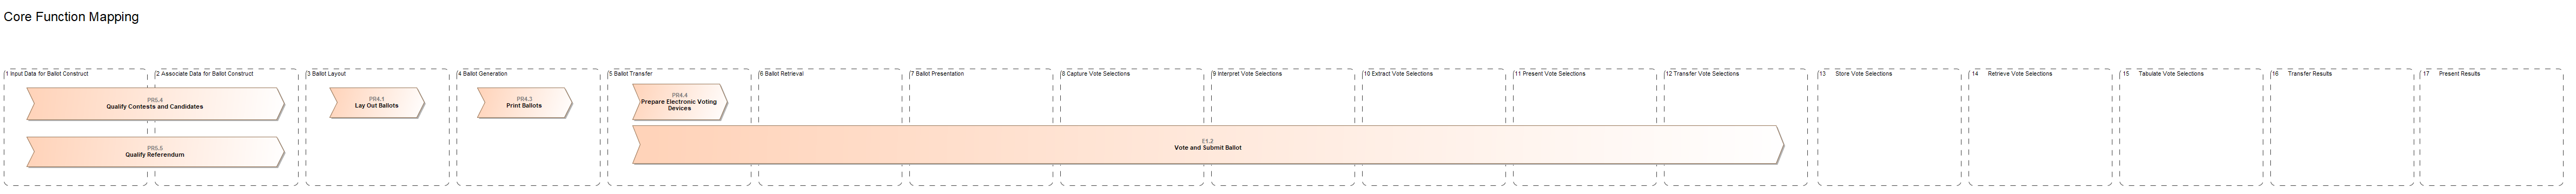 Core Function Mapping
1 Input Data for Ballot Construct
2 Associate Data for Ballot Construct
3 Ballot Layout
4 Ballot Generation
5 Ballot Transfer
6 Ballot Retrieval
7 Ballot Presentation
8 Capture Vote Selections
9 Interpret Vote Selections
10 Extract Vote Selections
11 Present Vote Selections
12 Transfer Vote Selections
13 Store Vote Selections
14 Retrieve Vote Selections
15 Tabulate Vote Selections
16 Transfer Results
17 Present Results
PR5.4
Qualify Contests and Candidates
PR4.1
Lay Out Ballots
PR4.3
Print Ballots
PR4.4
Prepare Electronic Voting
Devices
E1.2
Vote and Submit Ballot
PR5.5
Qualify Referendum